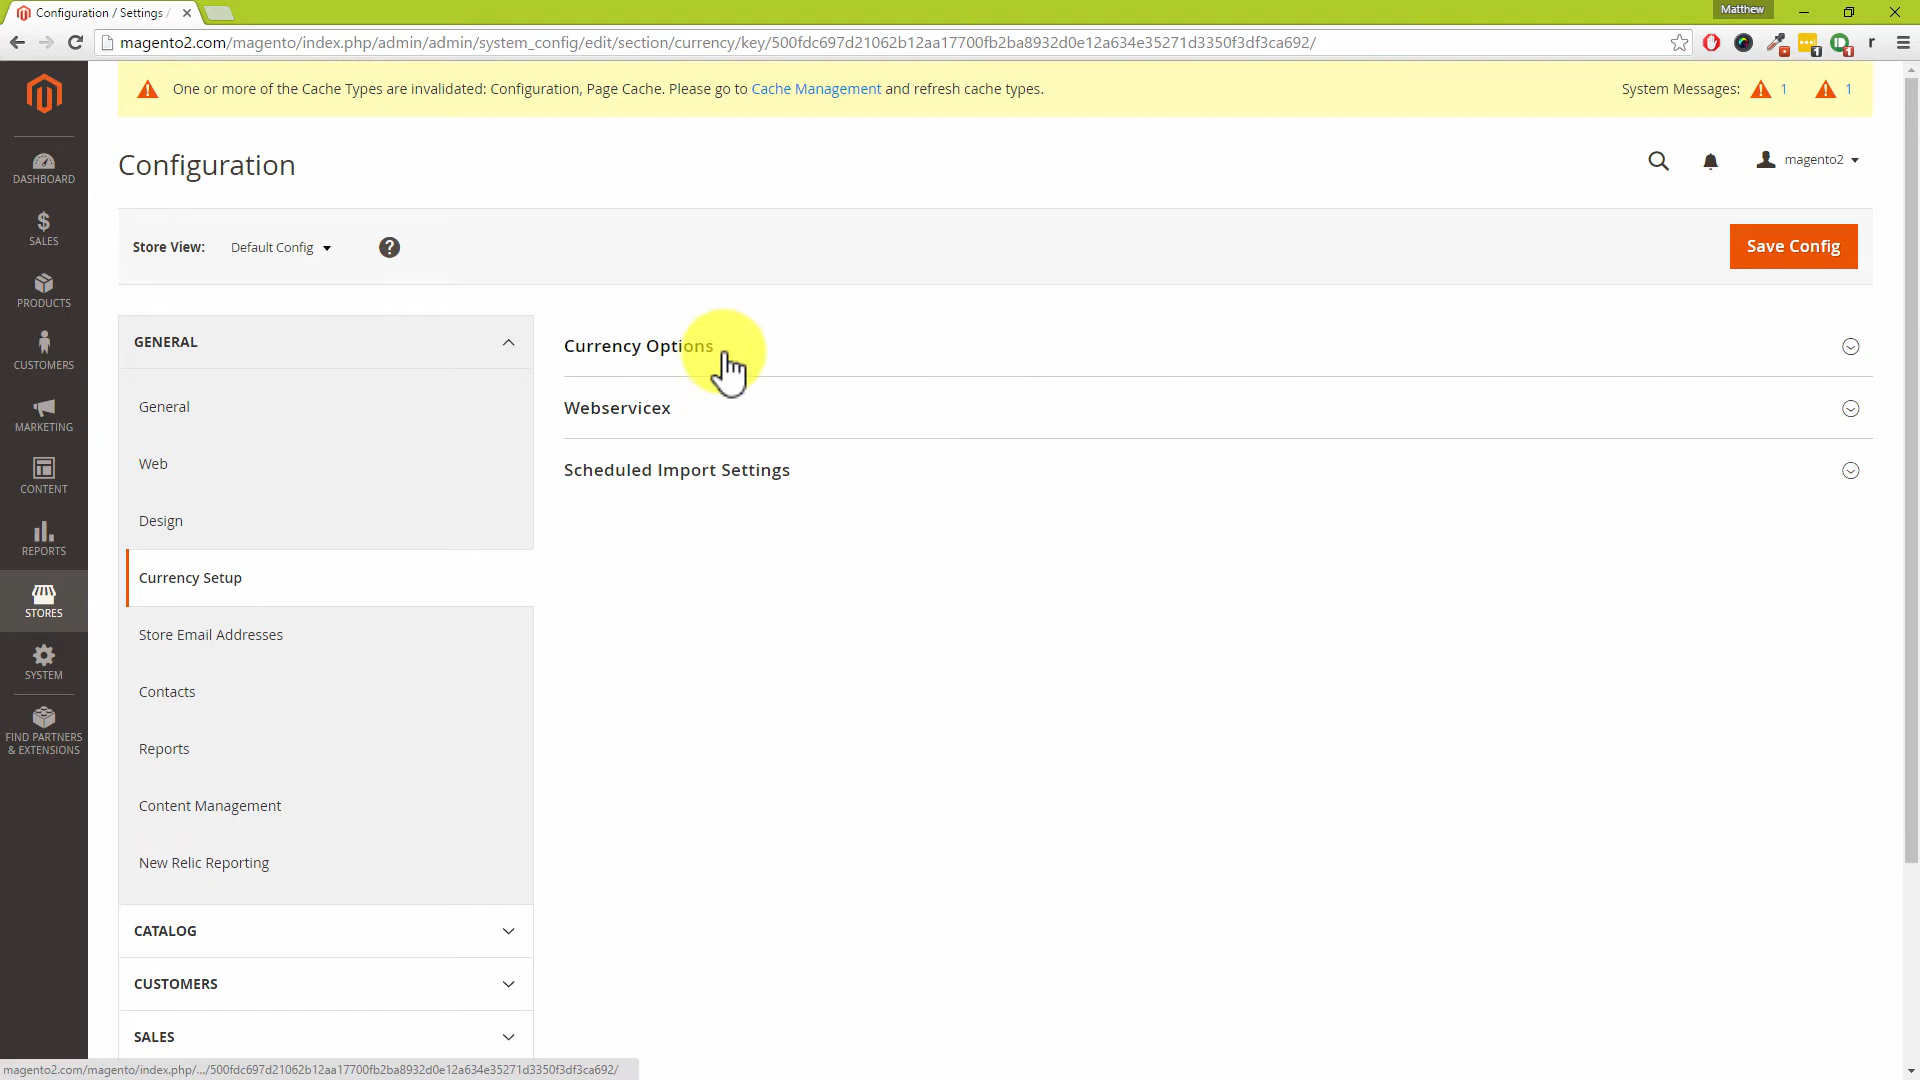 Configuration / Settings /
Matthew
magento2.com/magento/index.php/admin/admin/system_config/edit/section/currency/key/500fdc697d21062b12aa17700fb2ba8932d0e12a634e35271d3350f3df3ca692/
1
1
r
One or more of the Cache Types are invalidated: Configuration, Page Cache. Please go to Cache Management and refresh cache types.
System Messages: 1 1
Configuration
magento2
Store View: Default Config ?
Save Config
DASHBOARD
$
SALES
PRODUCTS
CUSTOMERS
MARKETING
CONTENT
REPORTS
STORES
SYSTEM
FIND PARTNERS
& EXTENSIONS
GENERAL
General
Web
Design
Currency Setup
Store Email Addresses
Contacts
Reports
Content Management
New Relic Reporting
CATALOG
CUSTOMERS
SALES
Currency Options
Webservicex
Scheduled Import Settings
magento2.com/magento/index.php/.../500fdc697d21062b12aa17700fb2ba8932d0e12a634e35271d3350f3df3ca692/